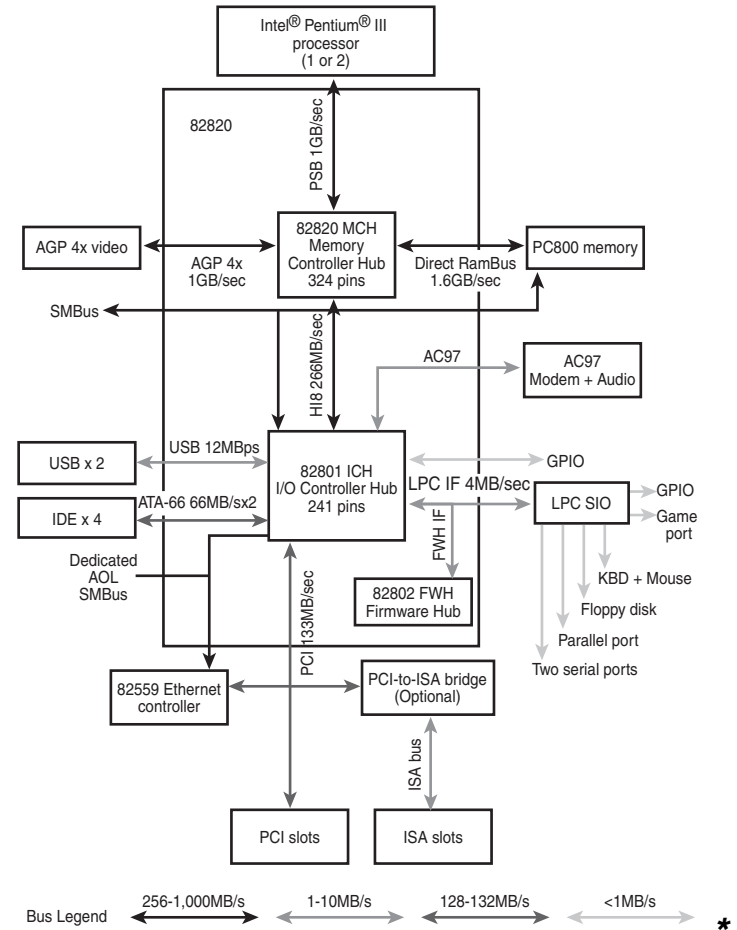 Intel® Pentium® III
processor
(1 or 2)
82820
PSB 1GB/sec
AGP 4x video
AGP 4x
1GB/sec
82820 MCH
Memory
Controller Hub
324 pins
Direct RamBus
1.6GB/sec
PC800 memory
SMBus
HI8 266MB/sec
AC97
AC97
Modem + Audio
USB x 2
USB 12MBps
82801 ICH
I/O Controller Hub
241 pins
GPIO
LPC IF 4MB/sec
IDE x 4
ATA-66 66MB/sx2
LPC SIO
GPIO
Game
port
FWH IF
Dedicated
AOL
SMBus
82802 FWH
Firmware Hub
KBD + Mouse
Floppy disk
Parallel port
Two serial ports
PCI 133MB/sec
82559 Ethernet
controller
PCI-to-ISA bridge
(Optional)
ISA bus
PCI slots
ISA slots
Bus Legend
256-1,000MB/s
1-10MB/s
128-132MB/s
<1MB/s
*